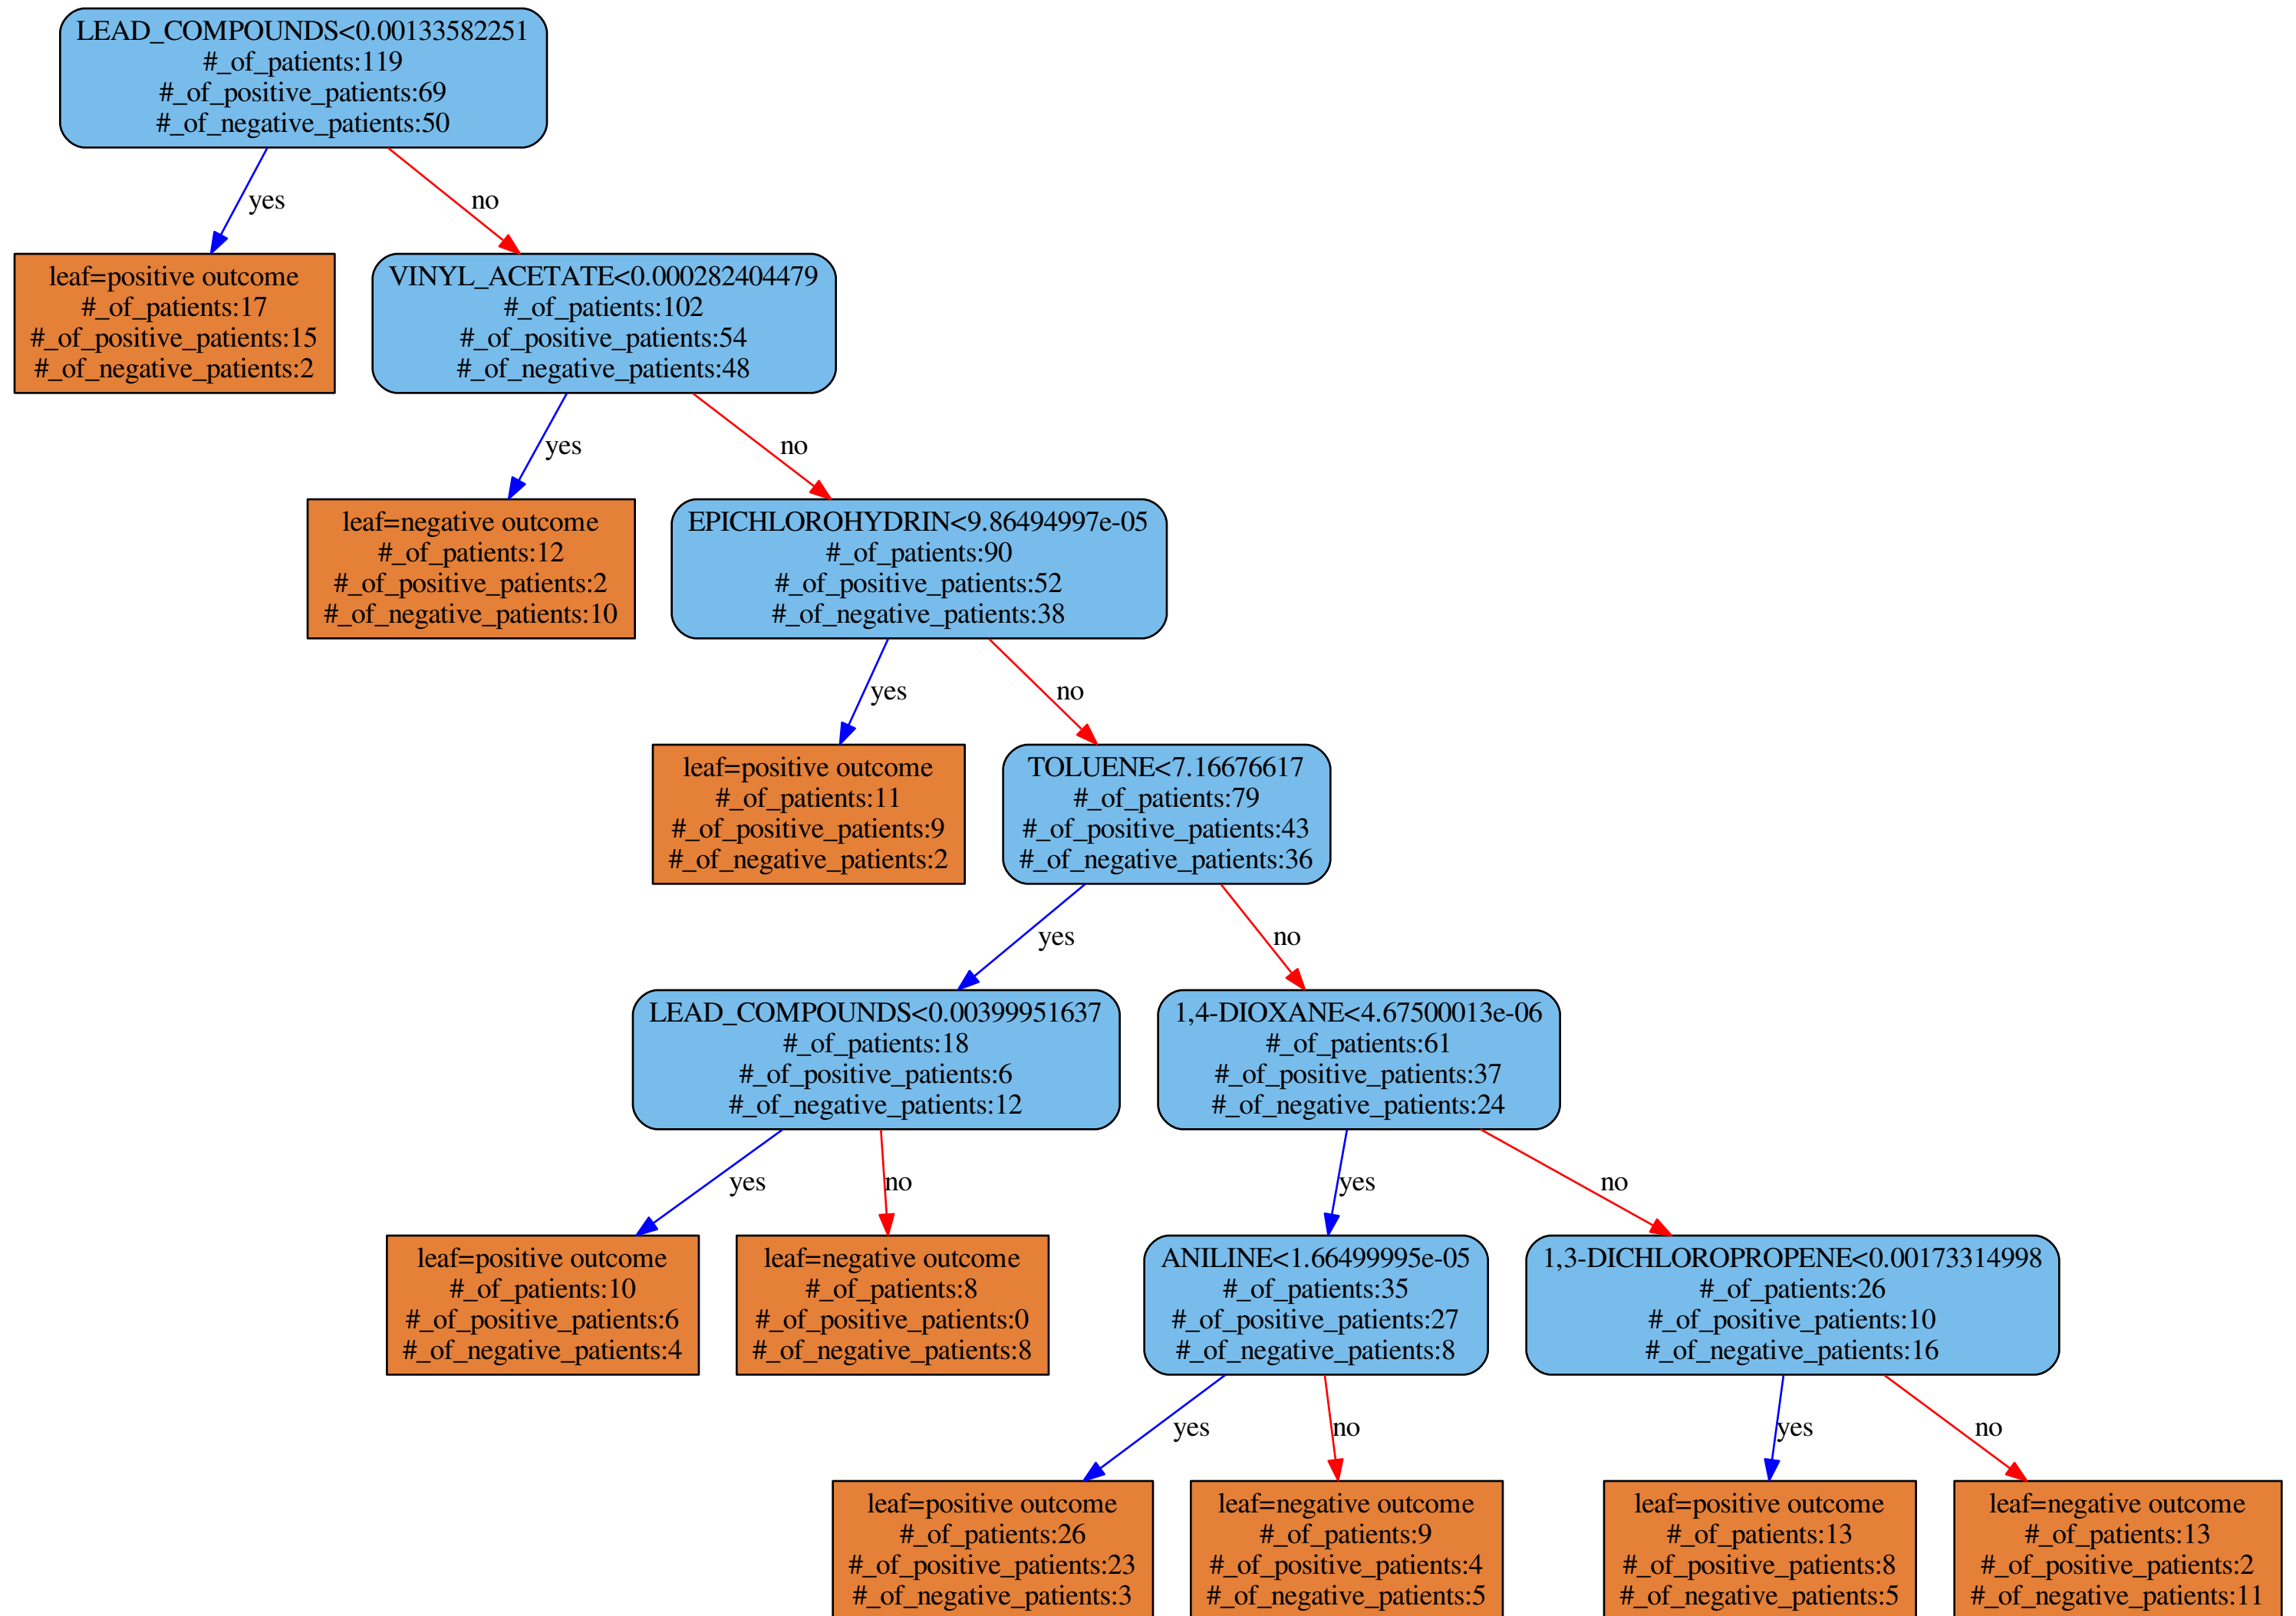 LEAD_COMPOUNDS<0.00133582251
#_of_patients:119
#_of_positive_patients:69
#_of_negative_patients:50
yes
no
leaf=positive outcome
#_of_patients:17
#_of_positive_patients:15
#_of_negative_patients:2
VINYL_ACETATE<0.000282404479
#_of_patients:102
#_of_positive_patients:54
#_of_negative_patients:48
yes
no
leaf=negative outcome
#_of_patients:12
#_of_positive_patients:2
#_of_negative_patients:10
EPICHLOROHYDRIN<9.86494997e-05
#_of_patients:90
#_of_positive_patients:52
#_of_negative_patients:38
yes
no
leaf=positive outcome
#_of_patients:11
#_of_positive_patients:9
#_of_negative_patients:2
TOLUENE<7.16676617
#_of_patients:79
#_of_positive_patients:43
#_of_negative_patients:36
yes
no
LEAD_COMPOUNDS<0.00399951637
#_of_patients:18
#_of_positive_patients:6
#_of_negative_patients:12
1,4-DIOXANE<4.67500013e-06
#_of_patients:61
#_of_positive_patients:37
#_of_negative_patients:24
yes
no
yes
no
leaf=positive outcome
#_of_patients:10
#_of_positive_patients:6
#_of_negative_patients:4
leaf=negative outcome
#_of_patients:8
#_of_positive_patients:0
#_of_negative_patients:8
ANILINE<1.66499995e-05
#_of_patients:35
#_of_positive_patients:27
#_of_negative_patients:8
1,3-DICHLOROPROPENE<0.00173314998
#_of_patients:26
#_of_positive_patients:10
#_of_negative_patients:16
yes
no
yes
no
leaf=positive outcome
#_of_patients:26
#_of_positive_patients:23
#_of_negative_patients:3
leaf=negative outcome
#_of_patients:9
#_of_positive_patients:4
#_of_negative_patients:5
leaf=positive outcome
#_of_patients:13
#_of_positive_patients:8
#_of_negative_patients:5
leaf=negative outcome
#_of_patients:13
#_of_positive_patients:2
#_of_negative_patients:11